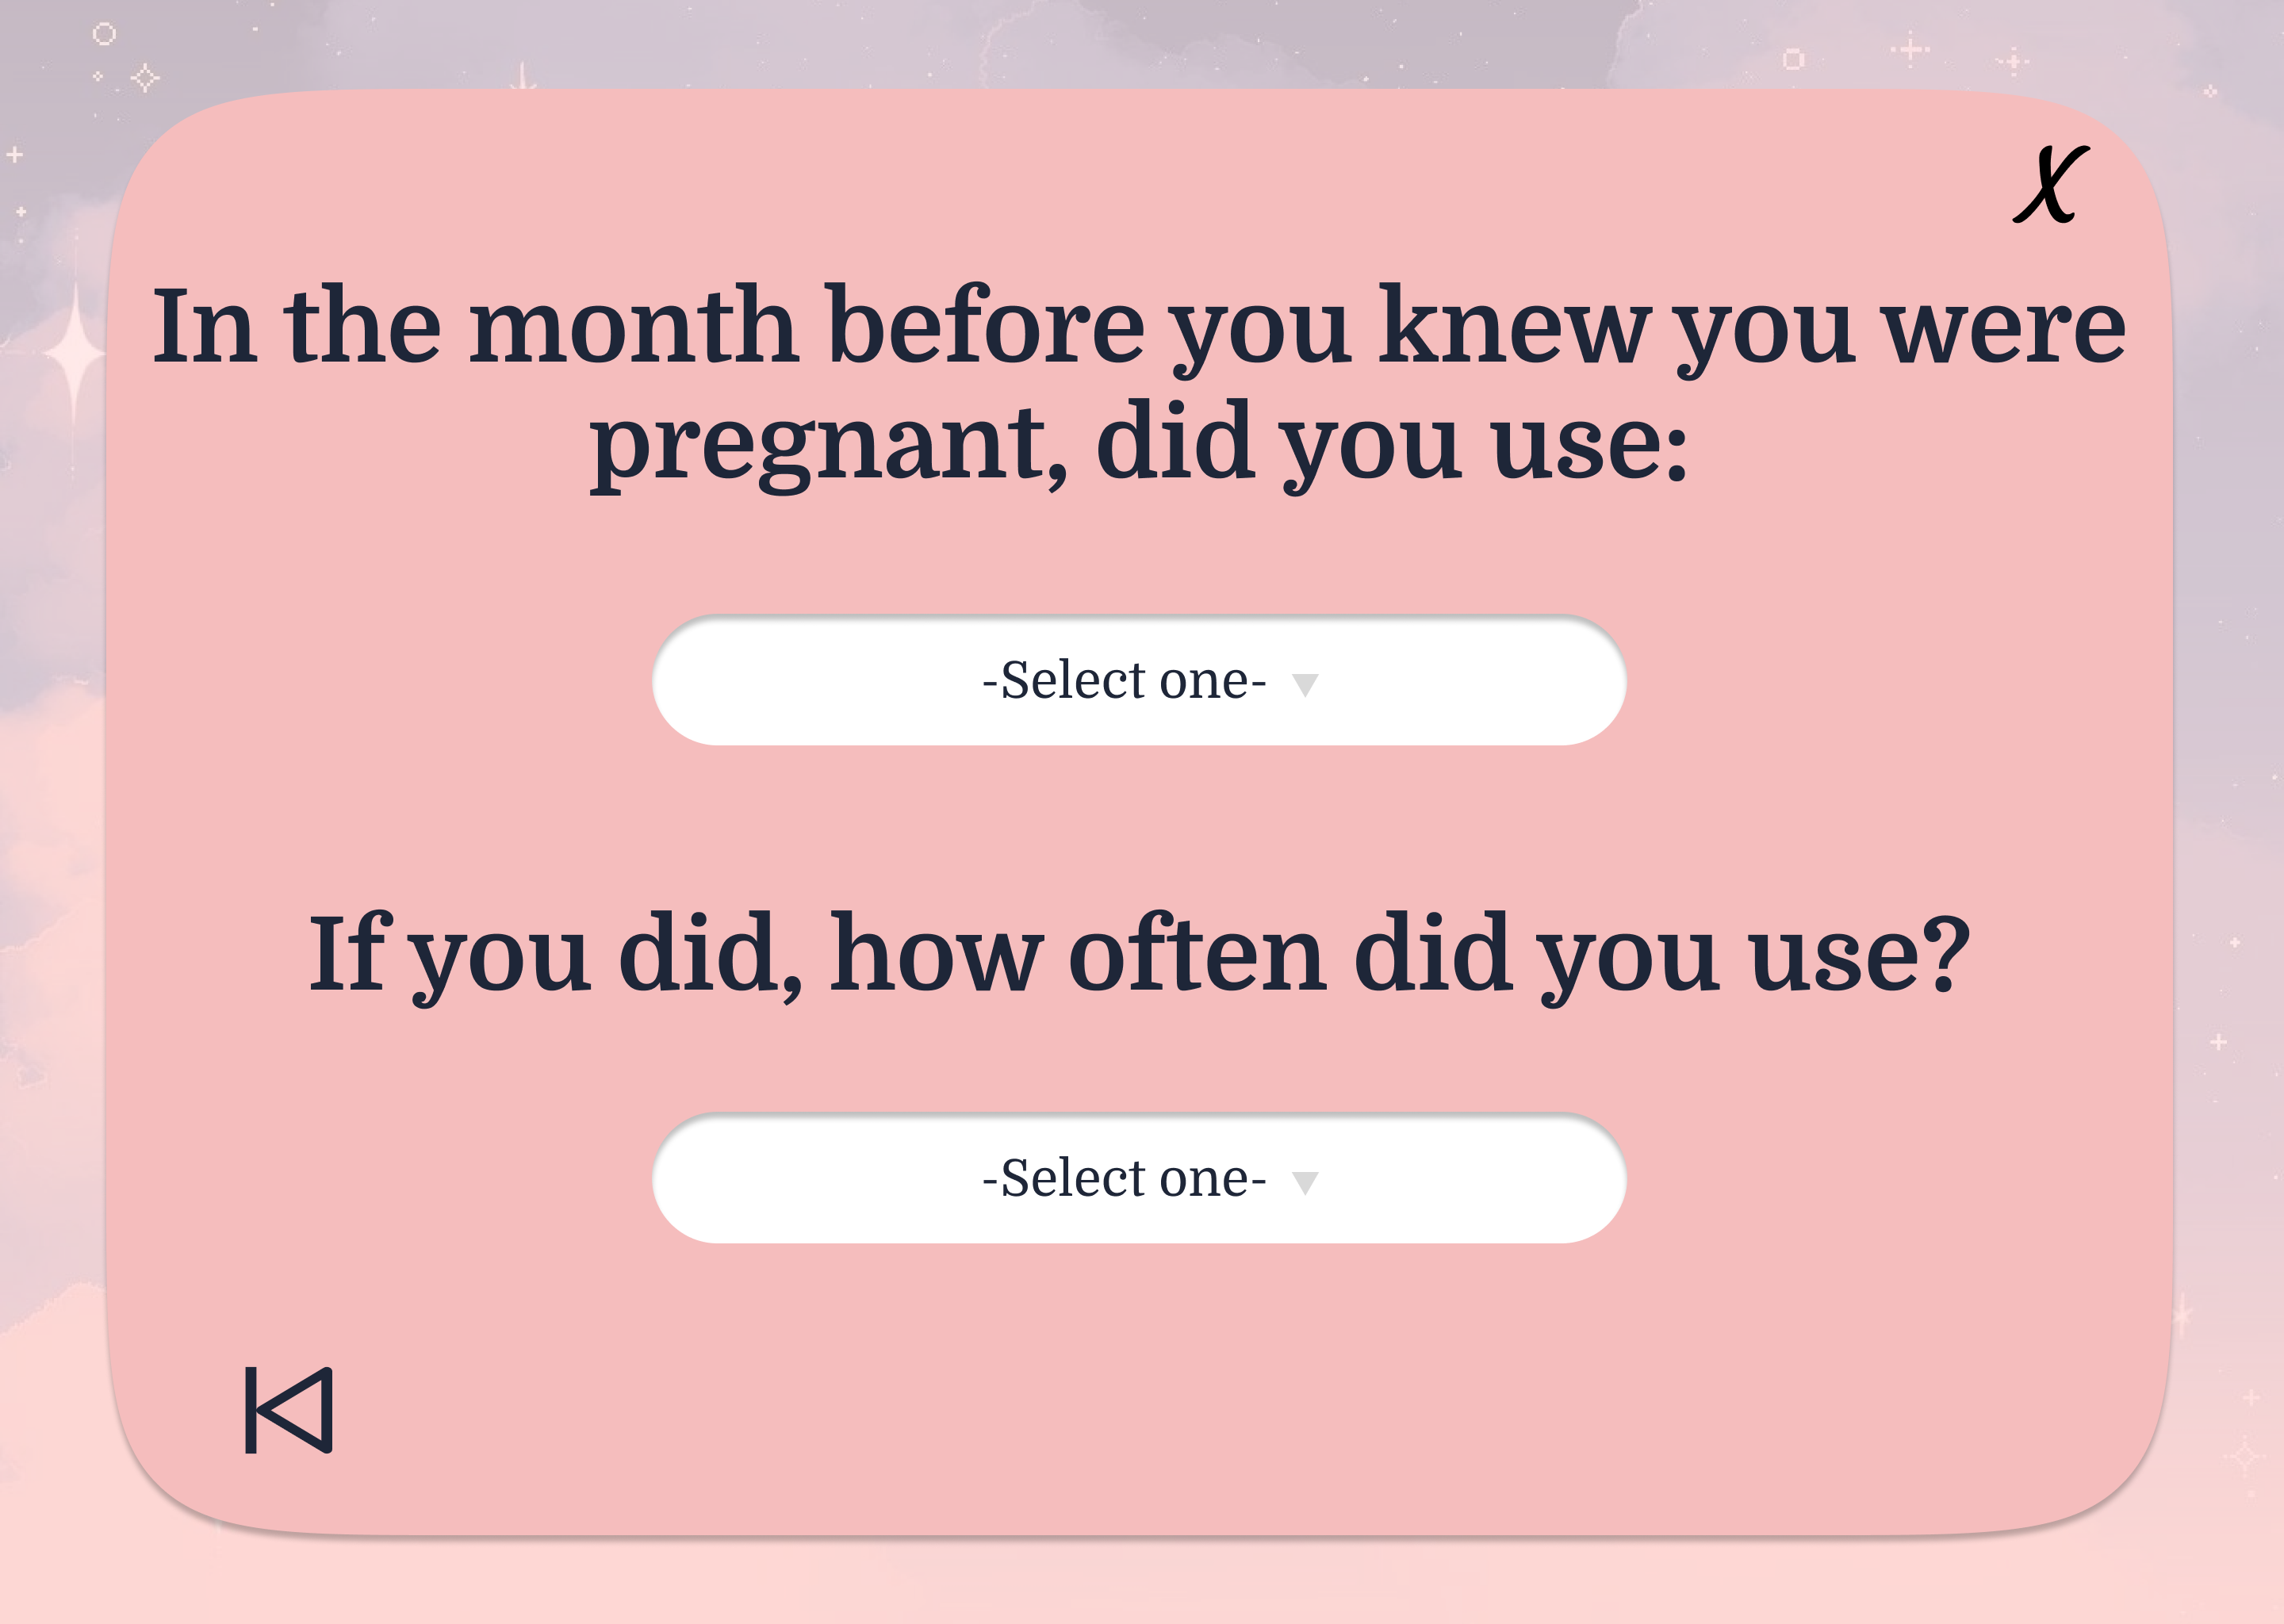 X
In the month before you knew you were
pregnant, did you use:
-Select one-
If you did, how often did you use?
-Select one-